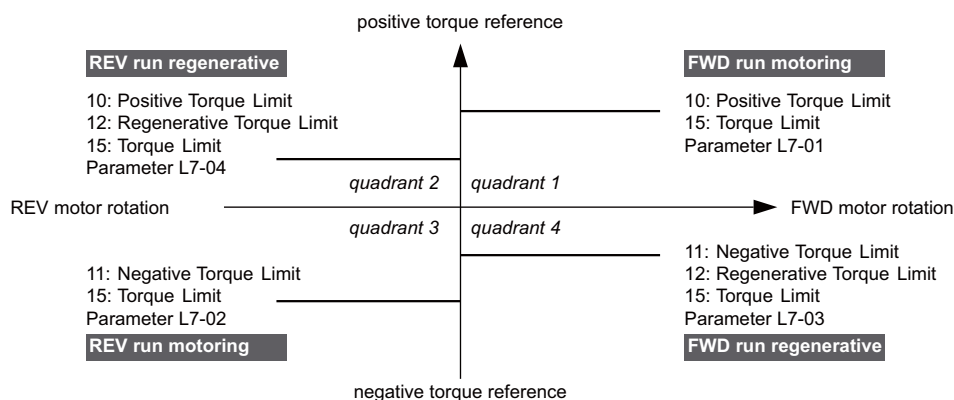 positive torque reference
REV run regenerative
10: Positive Torque Limit
12: Regenerative Torque Limit
15: Torque Limit
Parameter L7-04
FWD run motoring
10: Positive Torque Limit
15: Torque Limit
Parameter L7-01
quadrant 2
quadrant 1
REV motor rotation
FWD motor rotation
quadrant 3
quadrant 4
11: Negative Torque Limit
15: Torque Limit
Parameter L7-02
REV run motoring
11: Negative Torque Limit
12: Regenerative Torque Limit
15: Torque Limit
Parameter L7-03
FWD run regenerative
negative torque reference